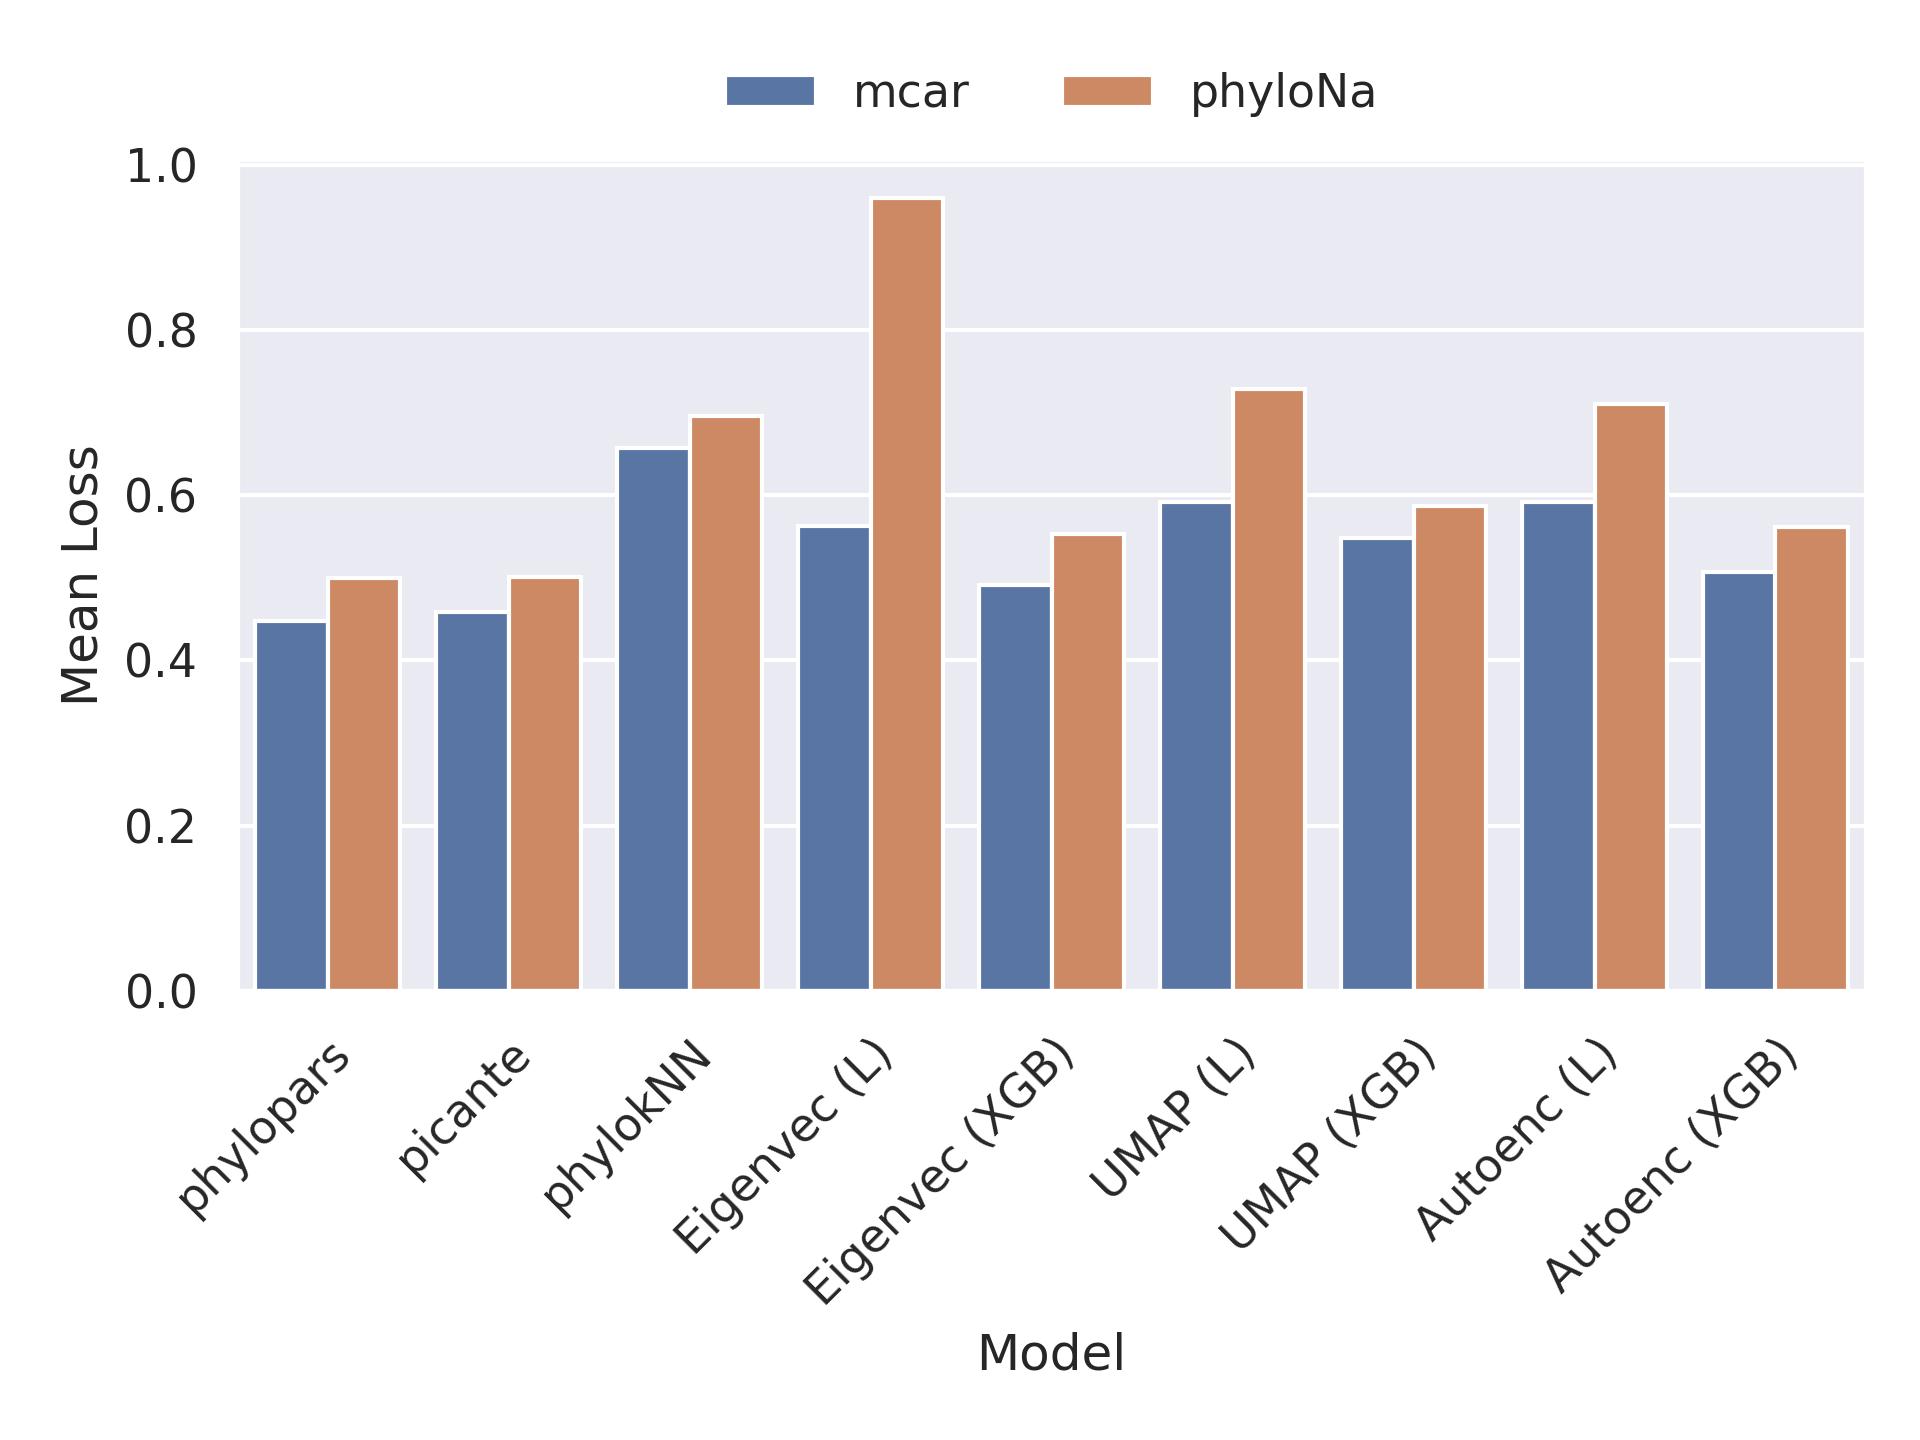 mcar phyloNa
1.0
0.8
0.6
0.4
0.2
0.0
Mean Loss
phylopars
picante
phylokNN
Eigenvec (L)
Eigenvec (XGB)
UMAP (L)
UMAP (XGB)
Autoenc (L)
Autoenc (XGB)
Model